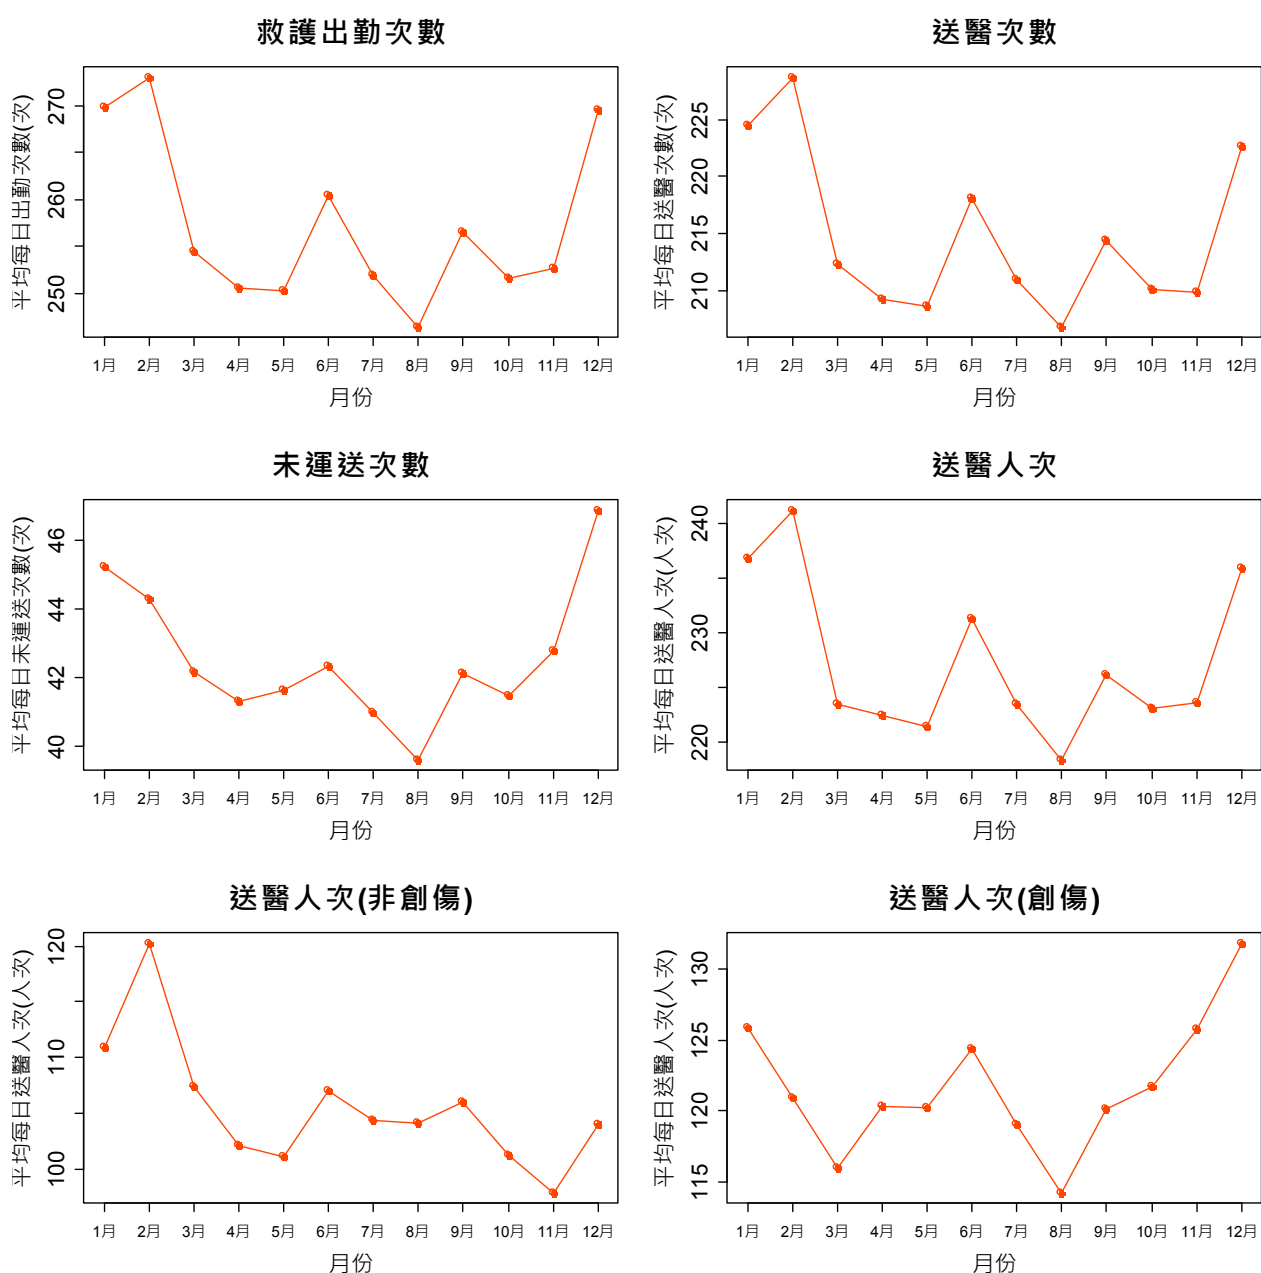 救護出勤次數
平均每日出勤次數(次)
270
260
250
1月 2月 3月 4月 5月 6月 7月 8月 9月 10月 11月 12月
月份
送醫次數
平均每日送醫次數(次)
225
220
215
210
1月 2月 3月 4月 5月 6月 7月 8月 9月 10月 11月 12月
月份
未運送次數
平均每日未運送次數(次)
46
44
42
40
1月 2月 3月 4月 5月 6月 7月 8月 9月 10月 11月 12月
月份
送醫人次
平均每日送醫人次(人次)
240
230
220
1月 2月 3月 4月 5月 6月 7月 8月 9月 10月 11月 12月
月份
送醫人次(非創傷)
平均每日送醫人次(人次)
120
110
100
1月 2月 3月 4月 5月 6月 7月 8月 9月 10月 11月 12月
月份
送醫人次(創傷)
平均每日送醫人次(人次)
130
125
120
115
1月 2月 3月 4月 5月 6月 7月 8月 9月 10月 11月 12月
月份